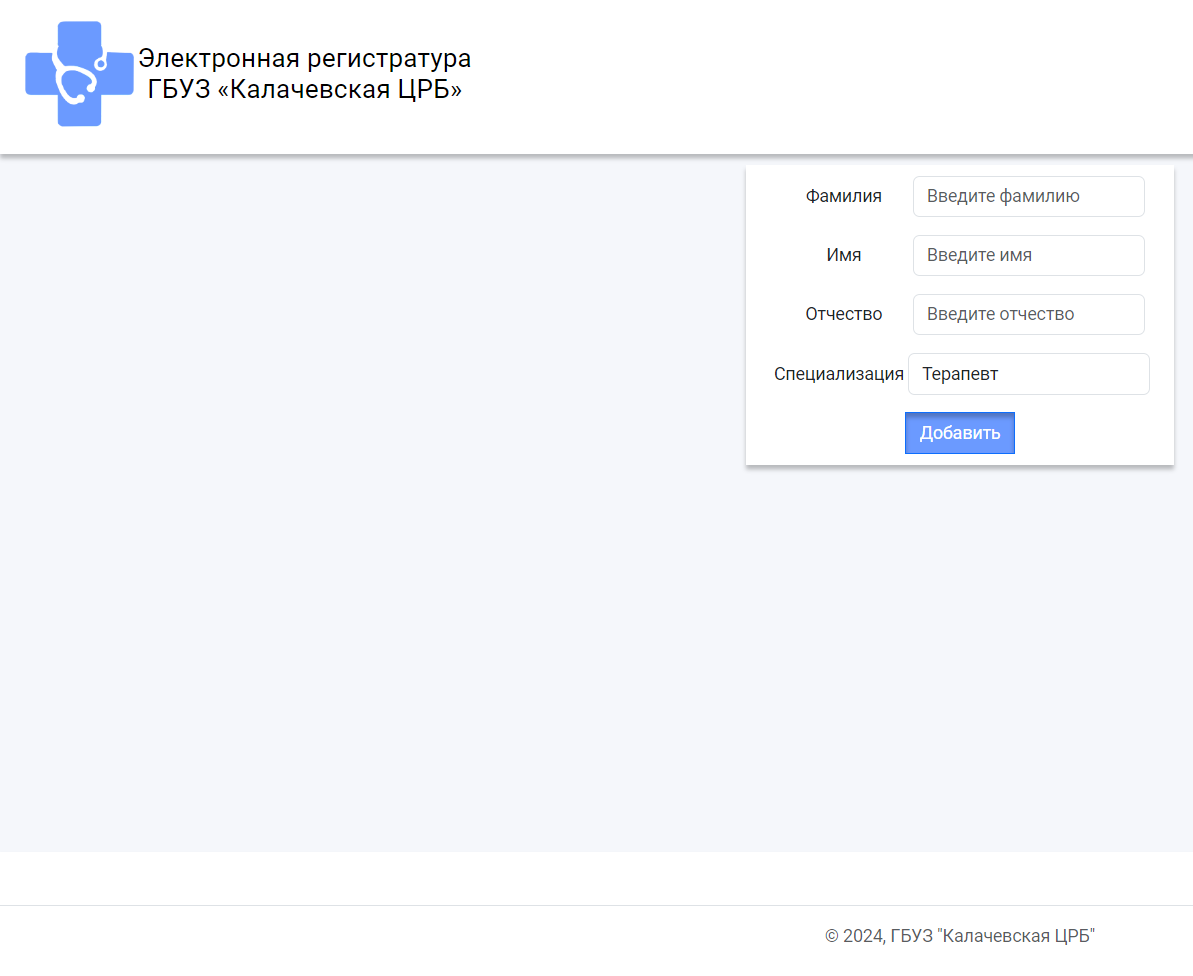 Электронная регистратура
ГБУЗ «Калачевская ЦРБ»
Фамилия Введите фамилию
Имя Введите имя
Отчество Введите отчество
Специализация Терапевт
Добавить
© 2024, ГБУЗ "Калачевская ЦРБ"